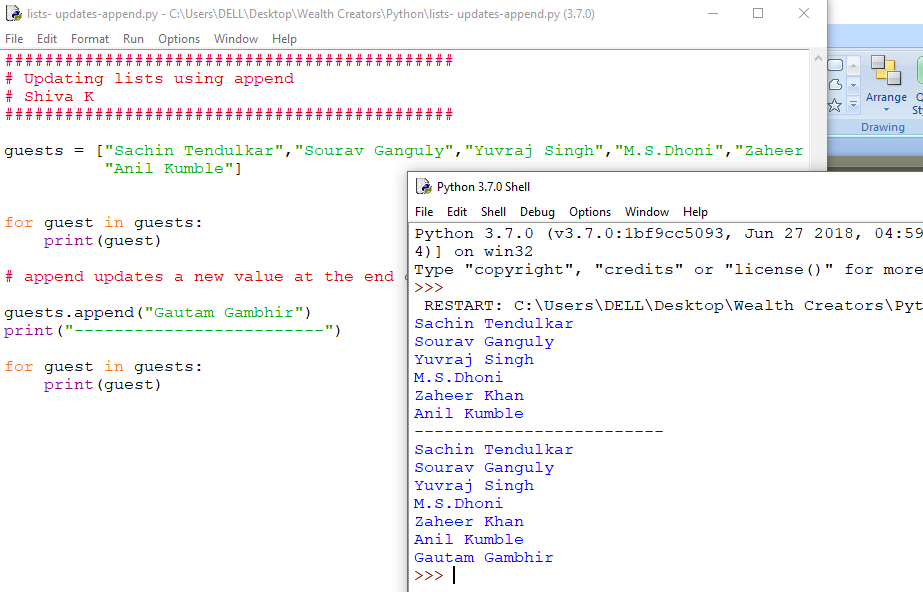 lists- updates-append.py - C:\Users\DELL\Desktop\Wealth Creators\Python\lists- updates-append.py (3.7.0)
File Edit Format Run Options Window Help
#############################################
# Updating lists using append
# Shiva K
#############################################
guests = ["Sachin Tendulkar","Sourav Ganguly","Yuvraj Singh","M.S.Dhoni","Zaheer
"Anil Kumble"]
for guest in guests:
print(guest)
# append updates a new value at the end
guests.append("Gautam Gambhir")
print("-------------------------")
for guest in guests:
print(guest)
Arrange
Drawing
Python 3.7.0 Shell
File Edit Shell Debug Options Window Help
Python 3.7.0 (v3.7.0:1bf9cc5093, Jun 27 2018, 04:59
4)] on win32
Type "copyright", "credits" or "license()" for more
>>>
RESTART: C:\Users\DELL\Desktop\Wealth Creators\Pyt
Sachin Tendulkar
Sourav Ganguly
Yuvraj Singh
M.S.Dhoni
Zaheer Khan
Anil Kumble
-------------------------
Sachin Tendulkar
Sourav Ganguly
Yuvraj Singh
M.S.Dhoni
Zaheer Khan
Anil Kumble
Gautam Gambhir
>>>